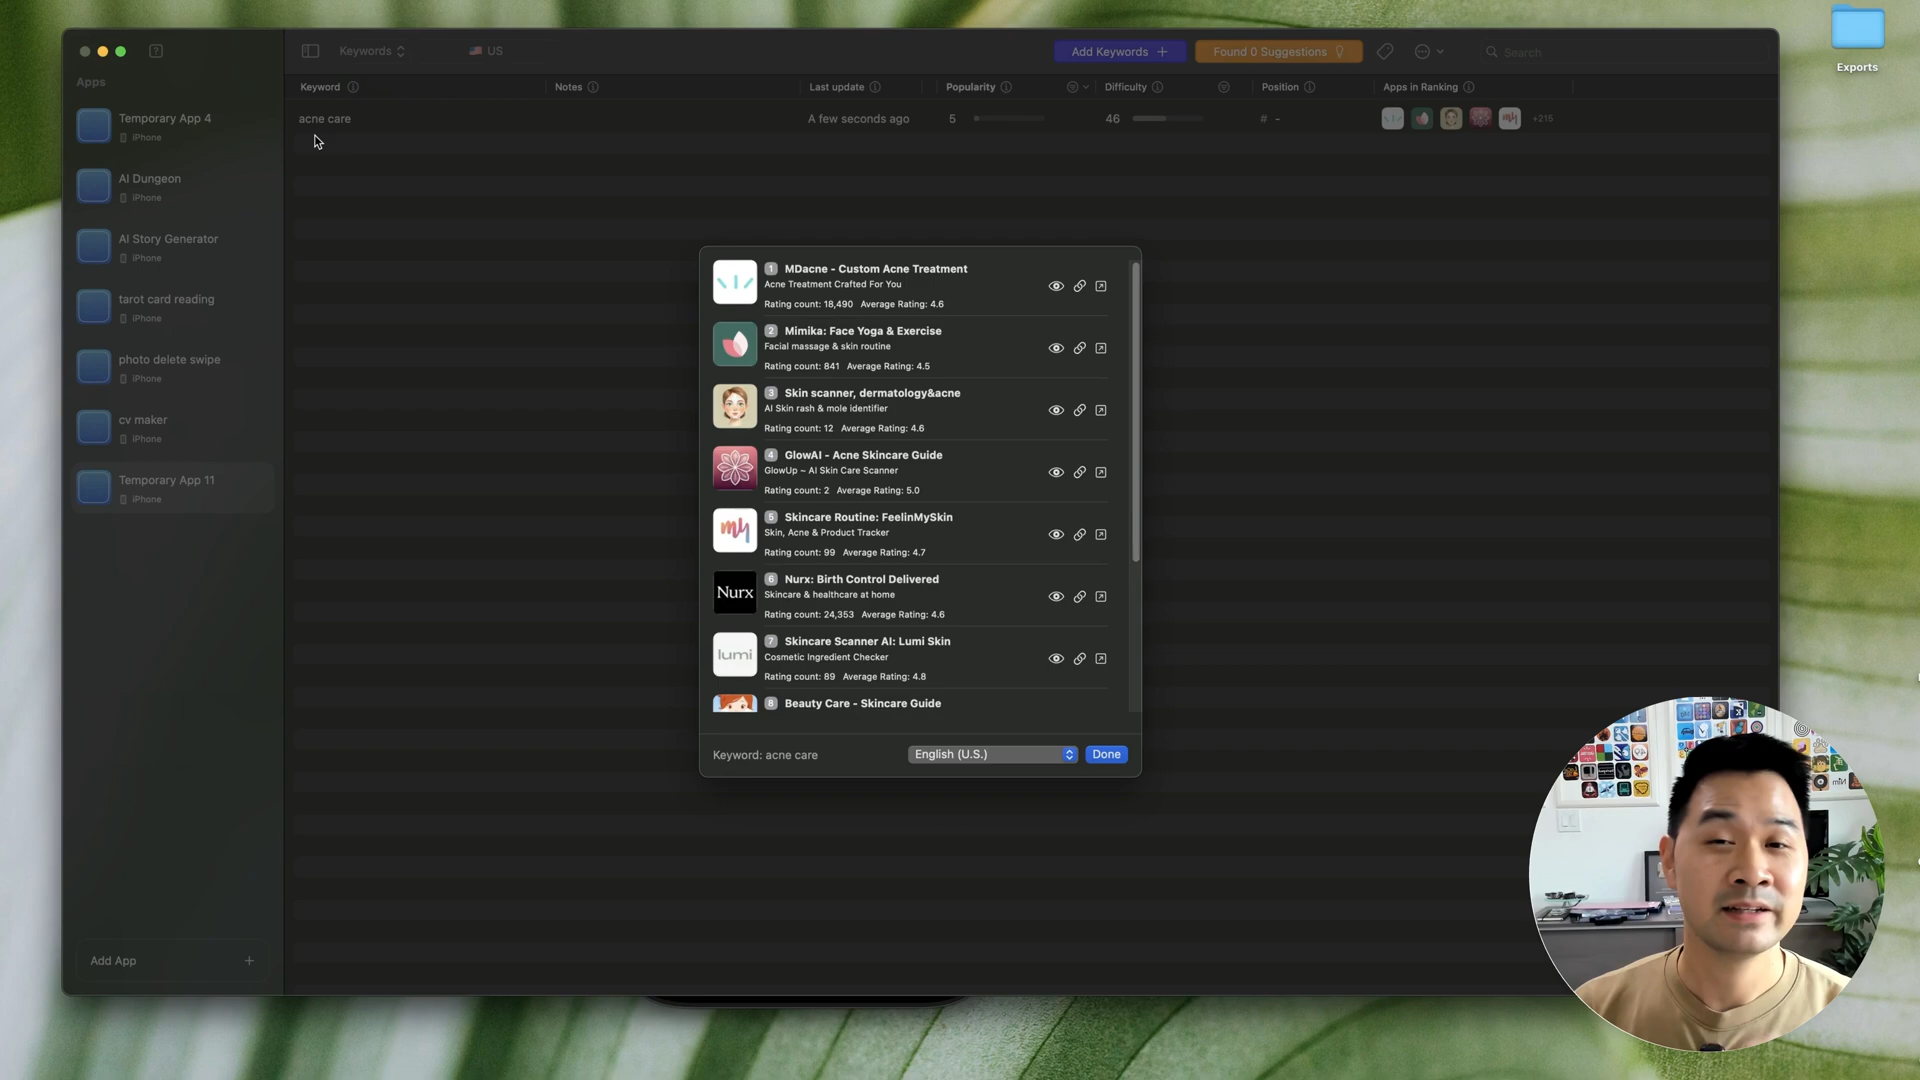 Exports
Keywords
US
Add Keywords +
Found 0 Suggestions
Search
Apps
Keyword
Notes
Last update
Popularity
Difficulty
Position
Apps in Ranking
acne care
A few seconds ago
5
46
# -
my
+215
Temporary App 4
iPhone
AI Dungeon
iPhone
AI Story Generator
iPhone
tarot card reading
iPhone
photo delete swipe
iPhone
cv maker
iPhone
Temporary App 11
iPhone
Add App +
1 MDacne - Custom Acne Treatment
Acne Treatment Crafted For You
Rating count: 18,490 Average Rating: 4.6
2 Mimika: Face Yoga & Exercise
Facial massage & skin routine
Rating count: 841 Average Rating: 4.5
3 Skin scanner, dermatology&acne
AI Skin rash & mole identifier
Rating count: 12 Average Rating: 4.6
4 GlowAI - Acne Skincare Guide
GlowUp ~ AI Skin Care Scanner
Rating count: 2 Average Rating: 5.0
my
5 Skincare Routine: FeelinMySkin
Skin, Acne & Product Tracker
Rating count: 99 Average Rating: 4.7
Nurx
6 Nurx: Birth Control Delivered
Skincare & healthcare at home
Rating count: 24,353 Average Rating: 4.6
lumi
7 Skincare Scanner AI: Lumi Skin
Cosmetic Ingredient Checker
Rating count: 89 Average Rating: 4.8
8 Beauty Care - Skincare Guide
Keyword: acne care
English (U.S.)
Done